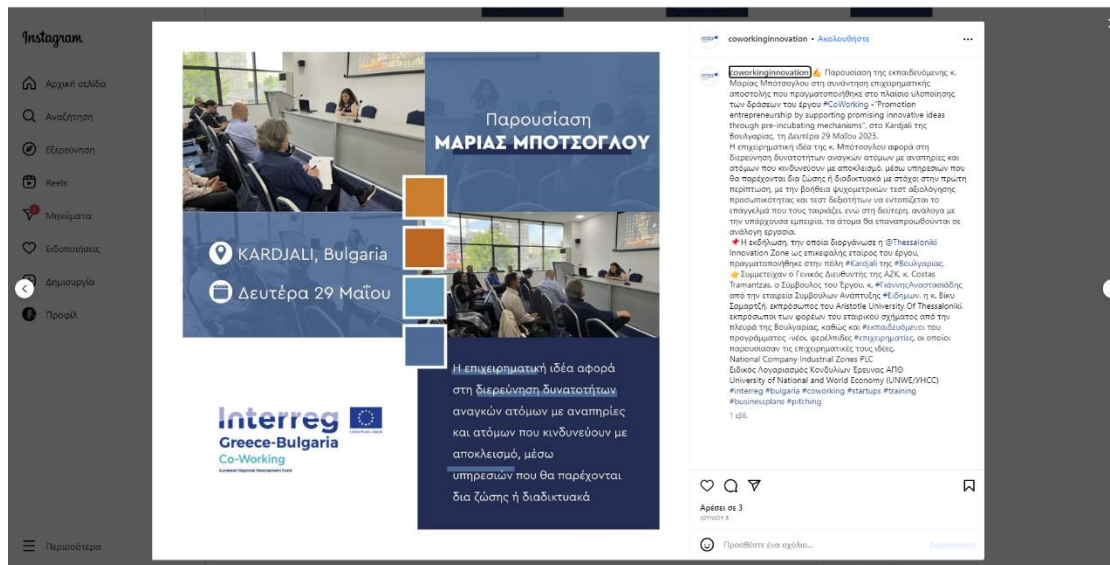 Instagram
Αρχική σελίδα
Αναζήτηση
Εξερεύνηση
Reels
Μηνύματα
Ειδοποιήσεις
Δημιουργία
Προφίλ
Περισσότερα
Παρουσίαση
ΜΑΡΙΑΣ ΜΠΟΤΣΟΓΛΟΥ
KARDJALI, Bulgaria
Δευτέρα 29 Μαΐου
Η επιχειρηματική ιδέα αφορά
στη διερεύνηση δυνατοτήτων
αναγκών ατόμων με αναπηρίες
και ατόμων που κινδυνεύουν με
αποκλεισμό, μέσω
υπηρεσιών που θα παρέχονται
δια ζώσης ή διαδικτυακά
Interreg
Greece-Bulgaria
Co-Working
European Regional Development Fund
coworkinginnovation • Ακολουθήστε
coworkinginnovation ✍ Παρουσίαση της εκπαιδευόμενης κ.
Μαρίας Μπότσογλου στη συνάντηση επιχειρηματικής
αποστολής που πραγματοποιήθηκε στο πλαίσιο υλοποίησης
των δράσεων του έργου #CoWorking -"Promotion
entrepreneurship by supporting promising innovative ideas
through pre-incubating mechanisms", στο Kardjali της
Βουλγαρίας, τη Δευτέρα 29 Μαΐου 2023.
Η επιχειρηματική ιδέα της κ. Μπότσογλου αφορά στη
διερεύνηση δυνατοτήτων αναγκών ατόμων με αναπηρίες και
ατόμων που κινδυνεύουν με αποκλεισμό, μέσω υπηρεσιών που
θα παρέχονται δια ζώσης ή διαδικτυακά με στόχοι στην πρώτη
περίπτωση, με την βοήθεια ψυχομετρικών τεστ αξιολόγησης
προσωπικότητας και τεστ δεξιοτήτων να εντοπίζεται το
επάγγελμά που τους ταιριάζει, ενώ στη δεύτερη, ανάλογα με
την υπάρχουσα εμπειρία, τα άτομα θα επαναπροωθούνται σε
ανάλογη εργασία.
📌 Η εκδήλωση, την οποία διοργάνωσε η @Thessaloniki
Innovation Zone ως επικεφαλής εταίρος του έργου,
πραγματοποιήθηκε στην πόλη #Kardjali της #Βουλγαρίας.
👉 Συμμετείχαν ο Γενικός Διευθυντής της ΑΖΚ, κ. Costas
Tramantzas, ο Σύμβουλος του Έργου, κ. #ΓιάννηςΑναστασιάδης
από την εταιρεία Συμβούλων Ανάπτυξης #Ειδήμων, η κ. Βίκυ
Σαμαρτζή, εκπρόσωπος του Aristotle University Of Thessaloniki,
εκπρόσωποι των φορέων του εταιρικού σχήματος από την
πλευρά της Βουλγαρίας, καθώς και #εκπαιδευόμενοι του
προγράμματος -νέοι, φερέλπιδες #επιχειρηματίες, οι οποίοι
παρουσίασαν τις επιχειρηματικές τους ιδέες.
National Company Industrial Zones PLC
Ειδικός Λογαριασμός Κονδυλίων Έρευνας ΑΠΘ
University of National and World Economy (UNWE/УНСС)
#interreg #bulgaria #coworking #startups #training
#businessplans #pitching
1 εβδ.
Αρέσει σε 3
ΙΟΥΝΙΟΥ 6
Προσθέστε ένα σχόλιο...
Δημοσίευση